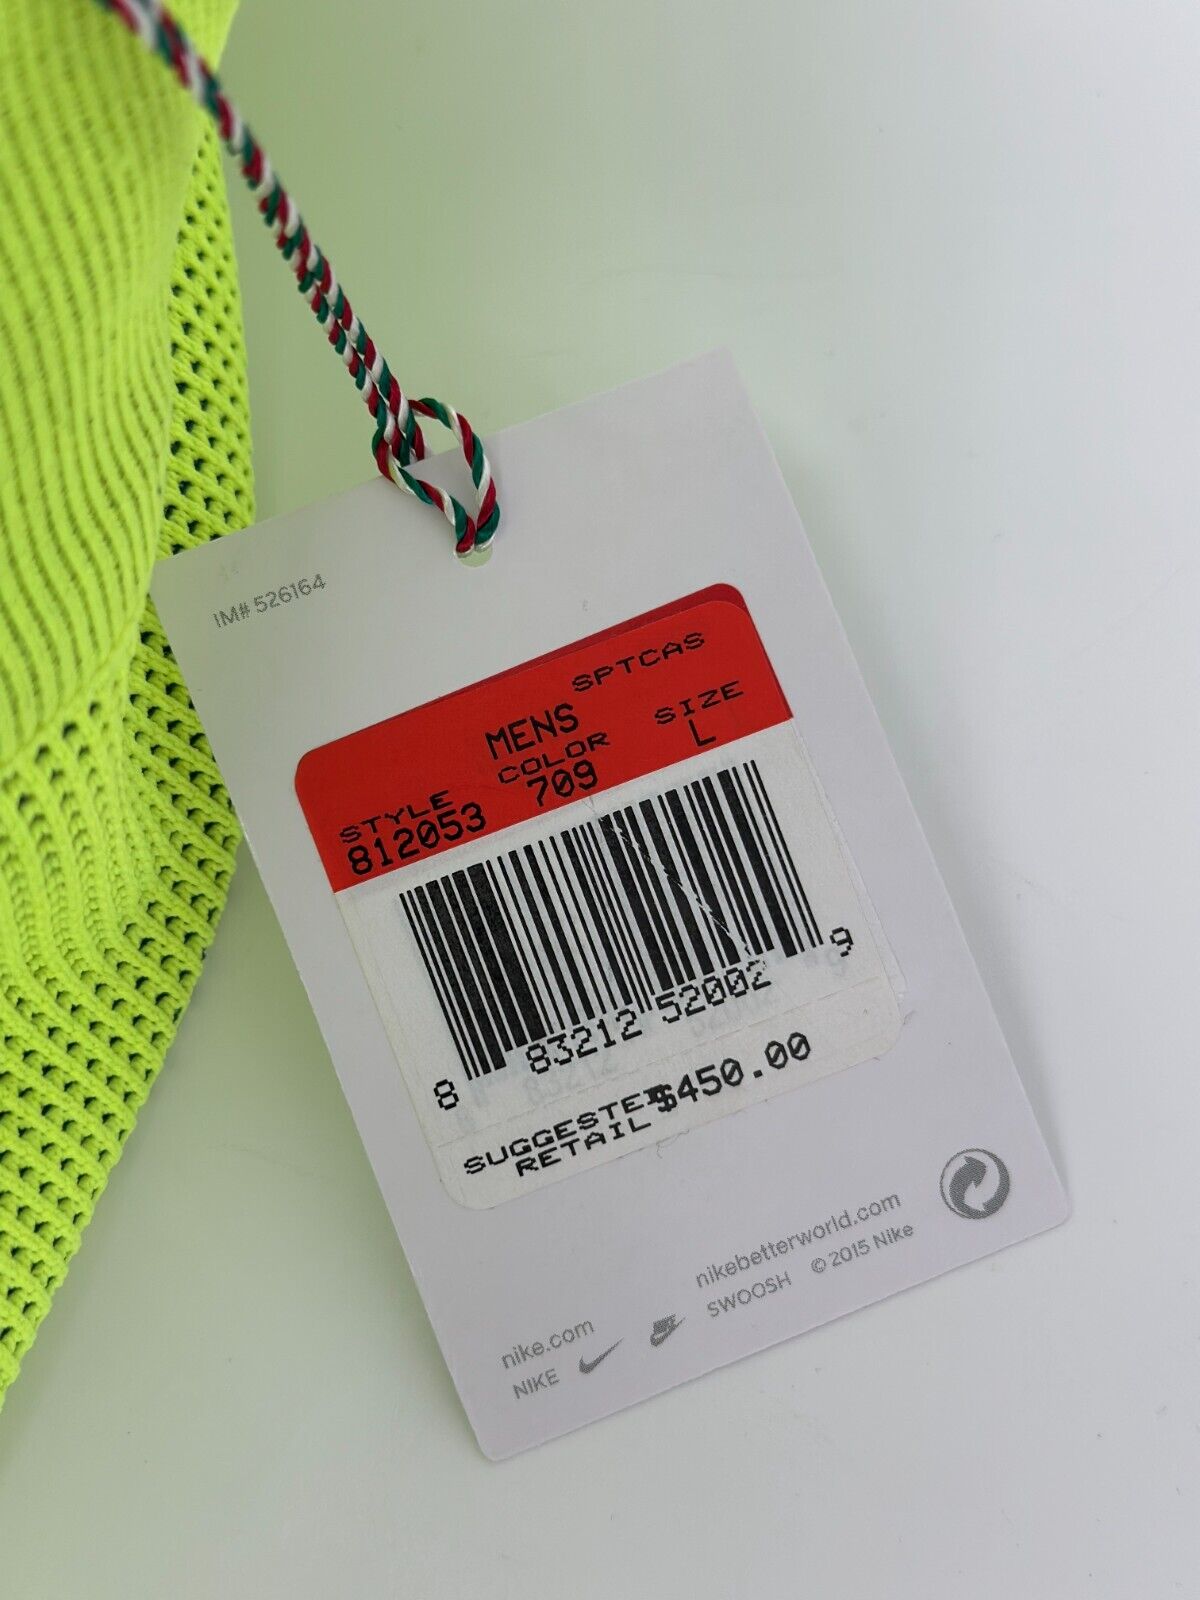 IM# 526164
SPTCAS
MENS
STYLE COLOR SIZE
812053 709 L
8 83212 52002 9
SUGGESTED $450.00
RETAIL
nike.com nikebetterworld.com
NIKE SWOOSH ©2015 Nike